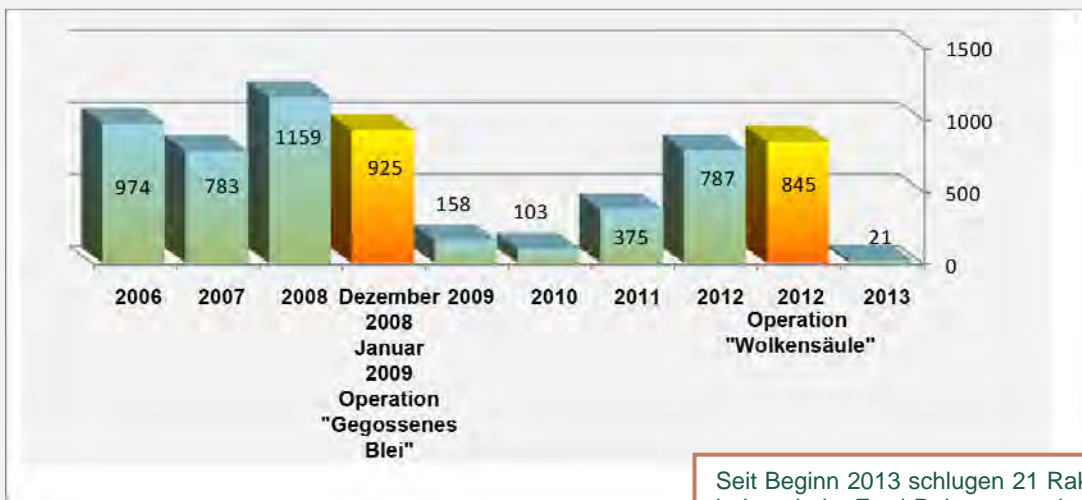 1500
1000
500
0
974
783
1159
925
158
103
375
787
845
21
2006 2007 2008 Dezember 2009 2010 2011 2012 2012 2013
2008
Januar
2009
Operation
"Gegossenes
Blei"
Operation
"Wolkensäule"
Seit Beginn 2013 schlugen 21